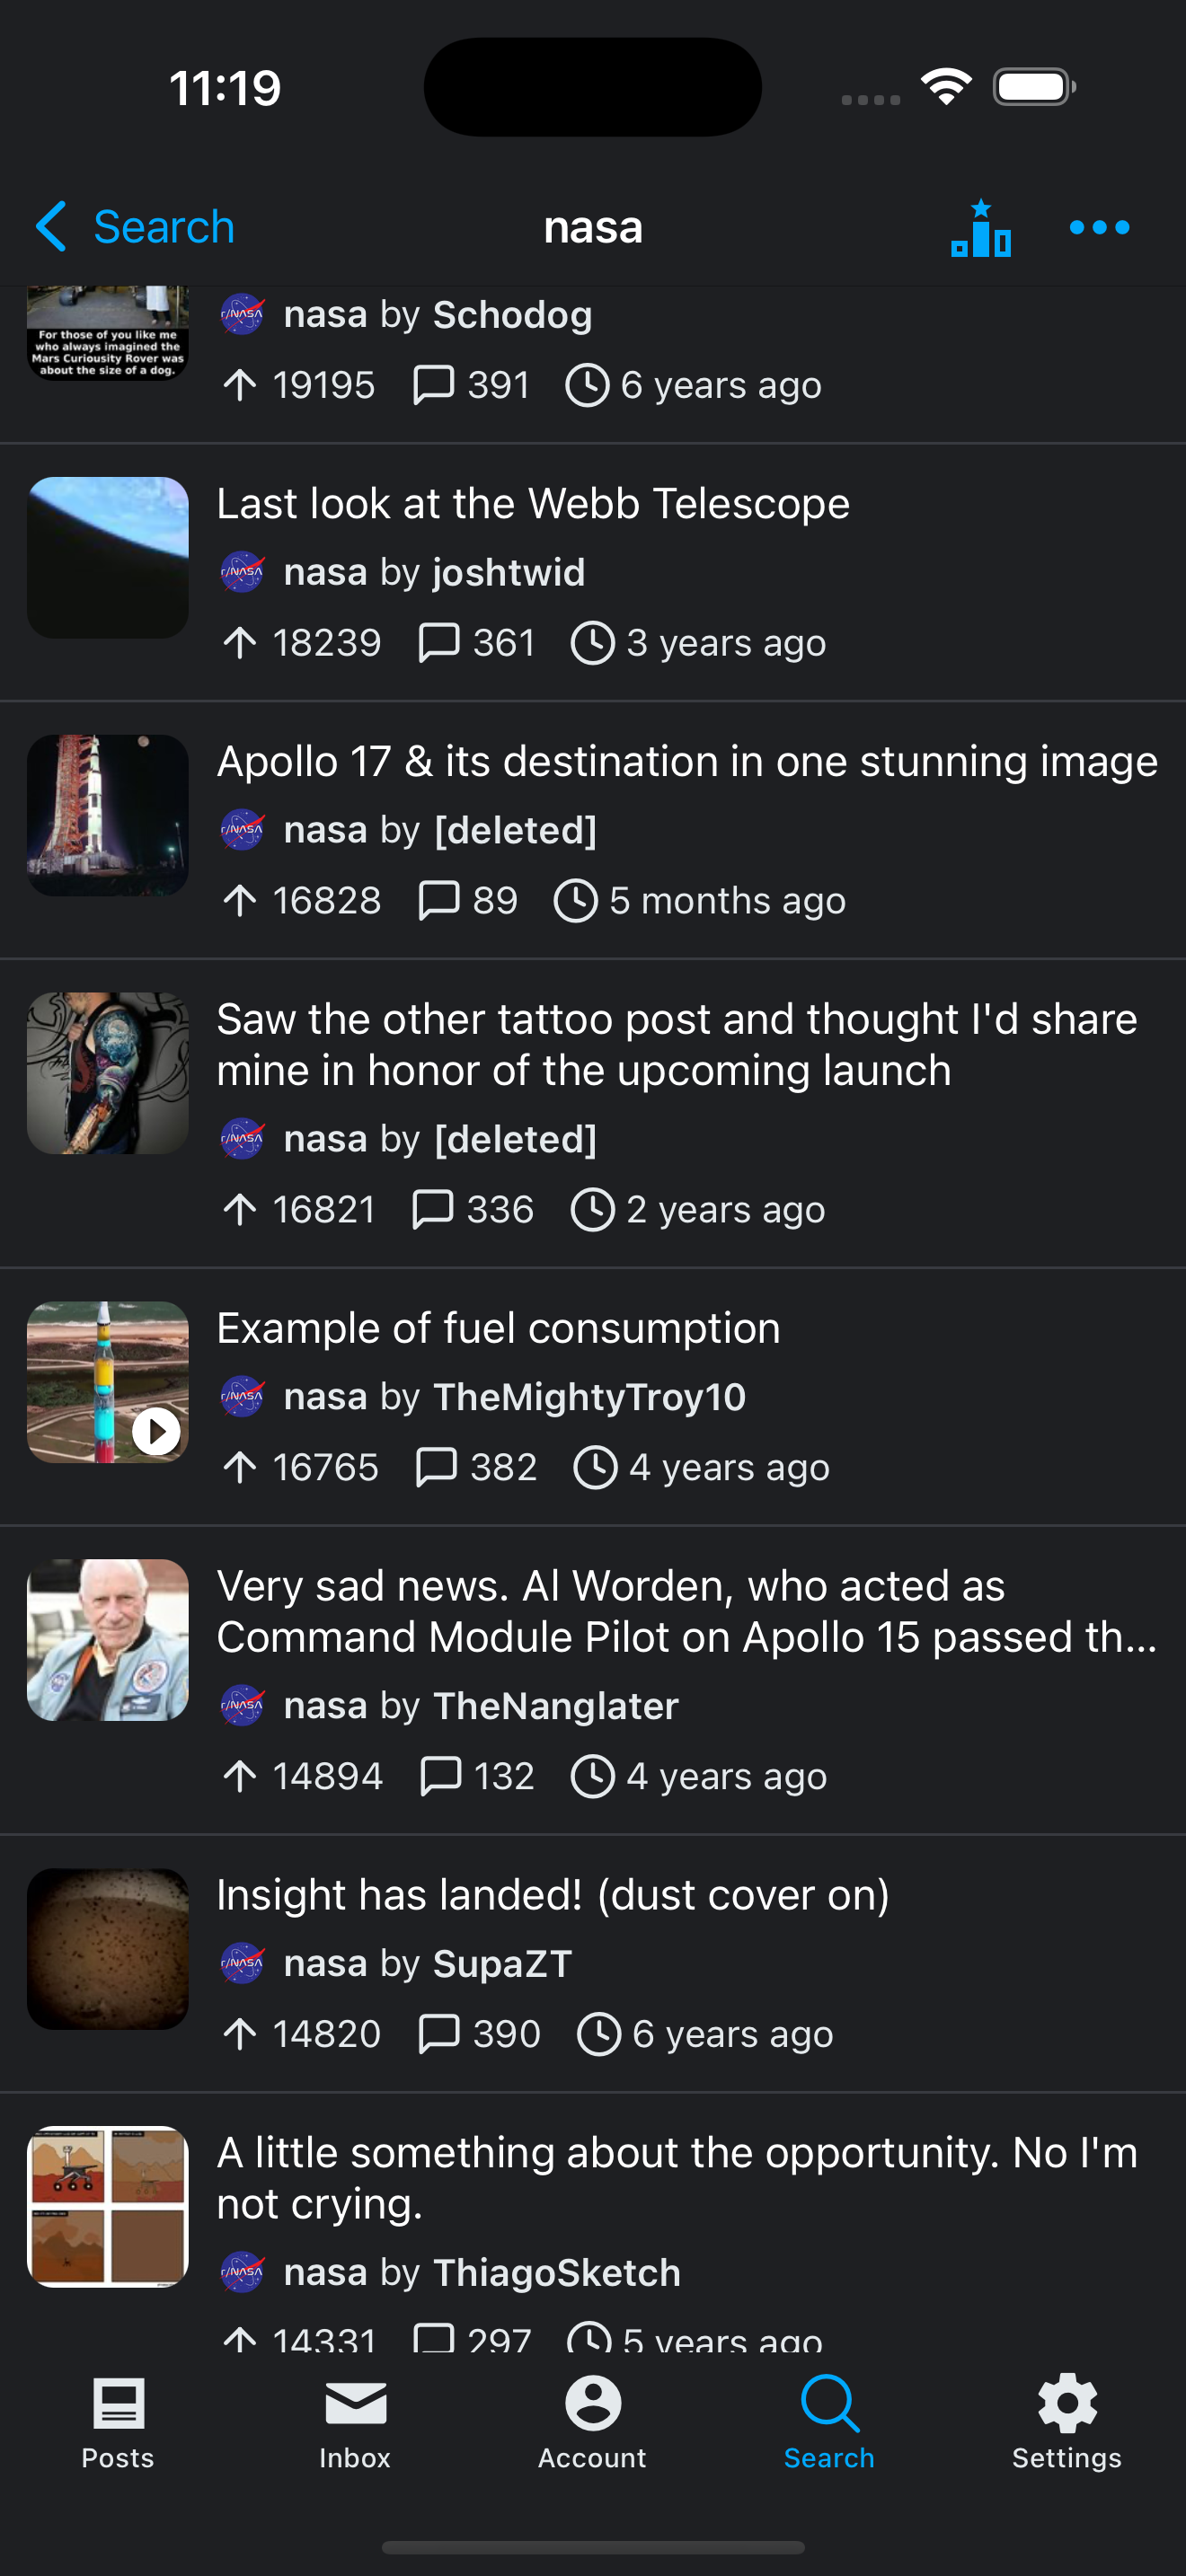 11:19
Search
nasa
For those of you like me
who always imagined the
Mars Curiousity Rover was
about the size of a dog.
r/NASA nasa by Schodog
19195 391 6 years ago
Last look at the Webb Telescope
r/NASA nasa by joshtwid
18239 361 3 years ago
Apollo 17 & its destination in one stunning image
r/NASA nasa by [deleted]
16828 89 5 months ago
Saw the other tattoo post and thought I'd share
mine in honor of the upcoming launch
r/NASA nasa by [deleted]
16821 336 2 years ago
Example of fuel consumption
r/NASA nasa by TheMightyTroy10
16765 382 4 years ago
Very sad news. Al Worden, who acted as
Command Module Pilot on Apollo 15 passed th...
r/NASA nasa by TheNanglater
14894 132 4 years ago
Insight has landed! (dust cover on)
r/NASA nasa by SupaZT
14820 390 6 years ago
A little something about the opportunity. No I'm
not crying.
r/NASA nasa by ThiagoSketch
14331 297 5 years ago
Posts
Inbox
Account
Search
Settings